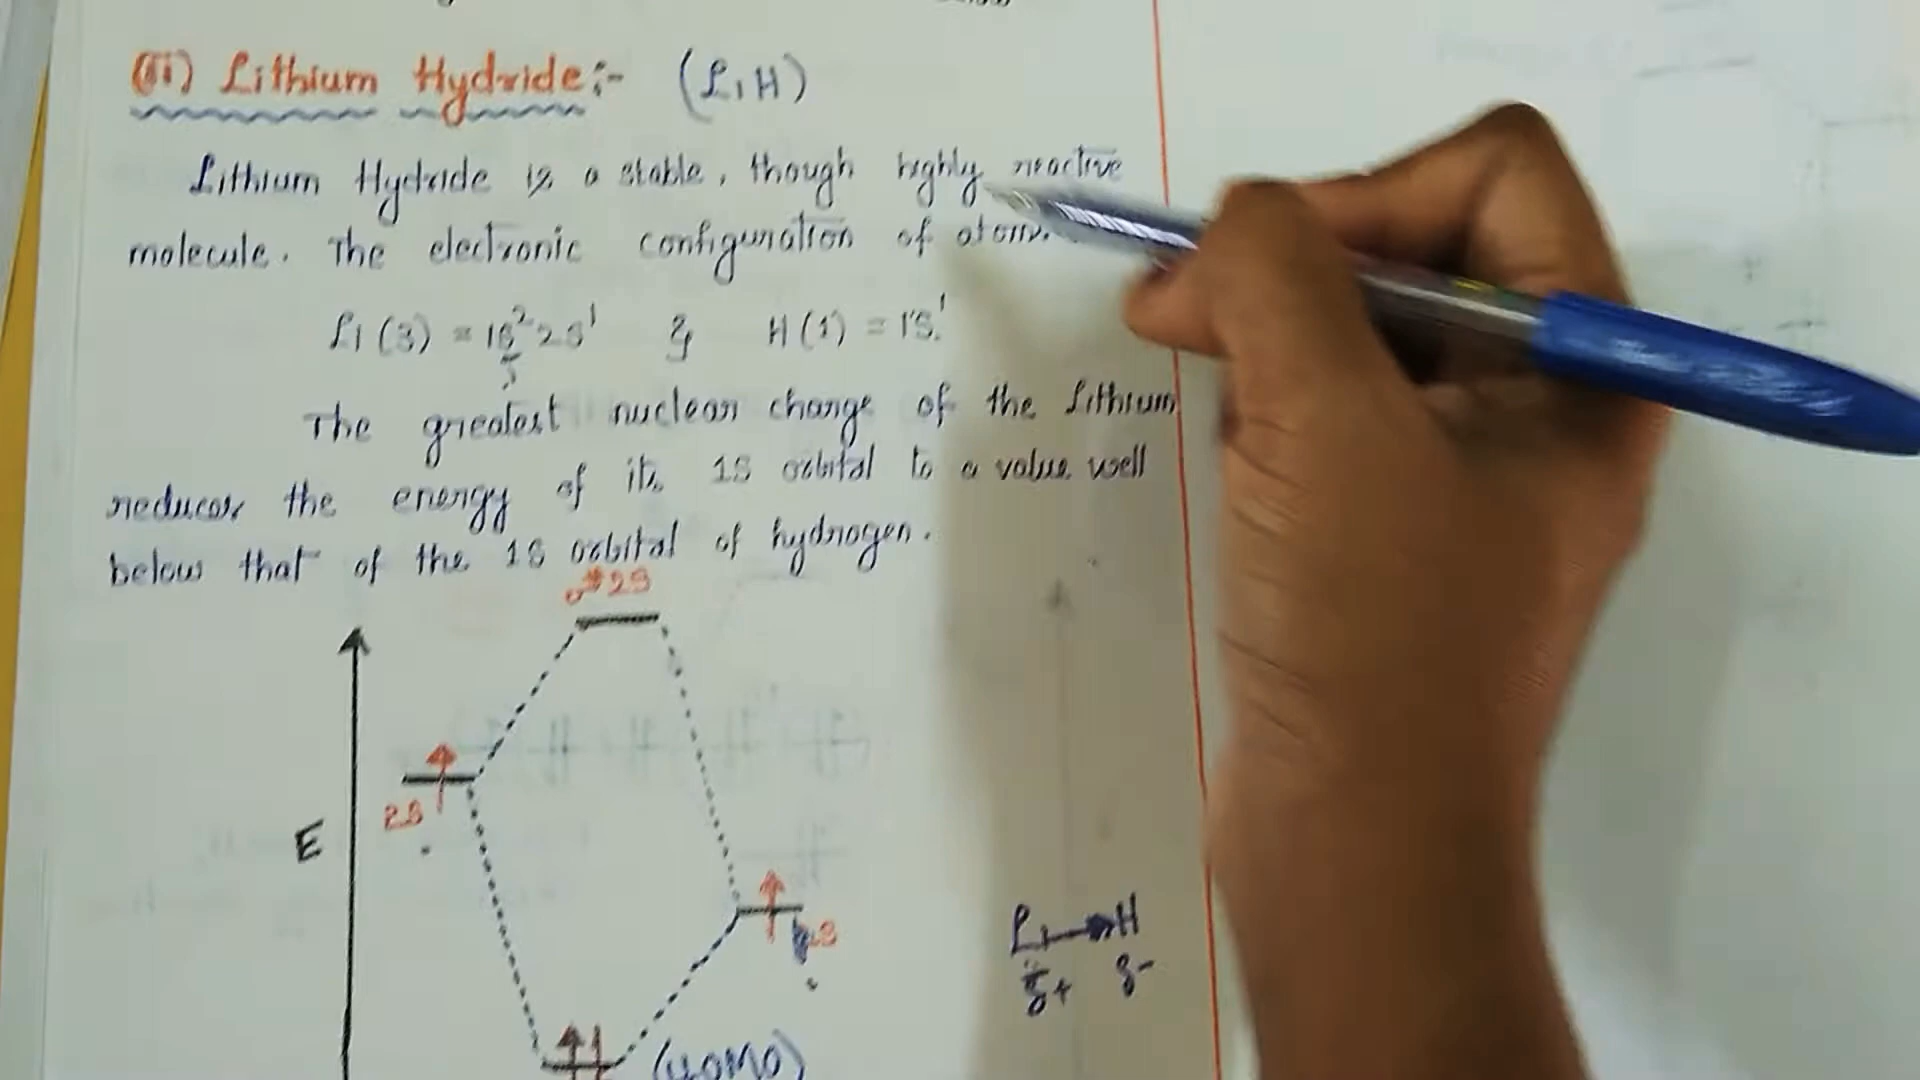 (iii) Lithium Hydride:- (LiH)
Lithium Hydride is a stable, though highly reactive
molecule. The electronic configuration of atom.
Li (3) = 1s² 2s¹ & H (1) = 1s¹.
The greatest nuclear charge of the Lithium
reduces the energy of its 1S orbital to a value well
below that of the 1S orbital of hydrogen.
σ*2S
2S
E
Li → H
δ+ δ-
(HOMO)